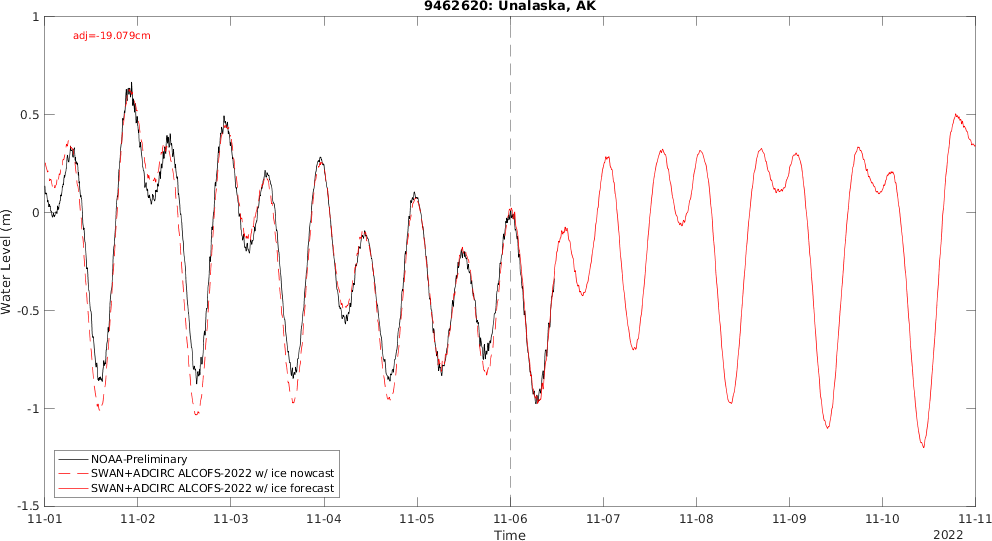 9462620: Unalaska, AK
adj=-19.079cm
1
0.5
0
-0.5
-1
-1.5
Water Level (m)
NOAA-Preliminary
SWAN+ADCIRC ALCOFS-2022 w/ ice nowcast
SWAN+ADCIRC ALCOFS-2022 w/ ice forecast
11-01 11-02 11-03 11-04 11-05 11-06 11-07 11-08 11-09 11-10 11-11
Time
2022